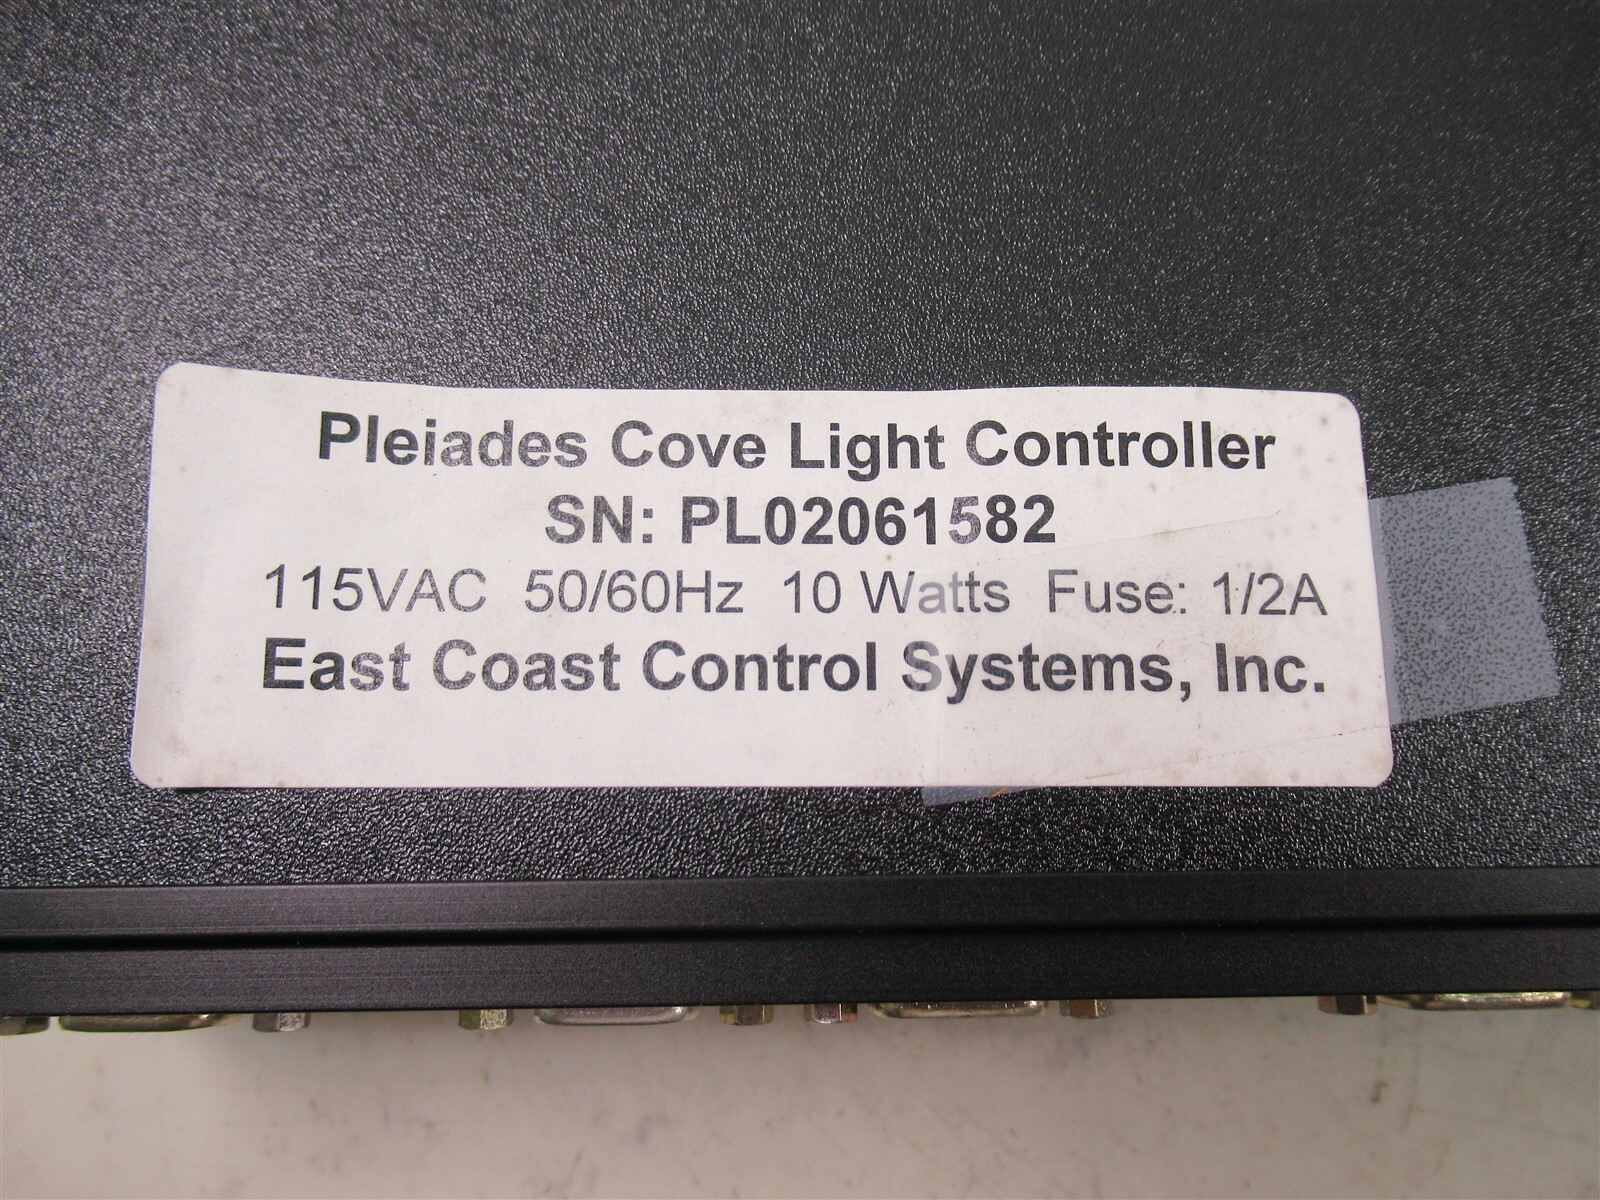 Pleiades Cove Light Controller
SN: PL02061582
115VAC 50/60Hz 10 Watts Fuse: 1/2A
East Coast Control Systems, Inc.